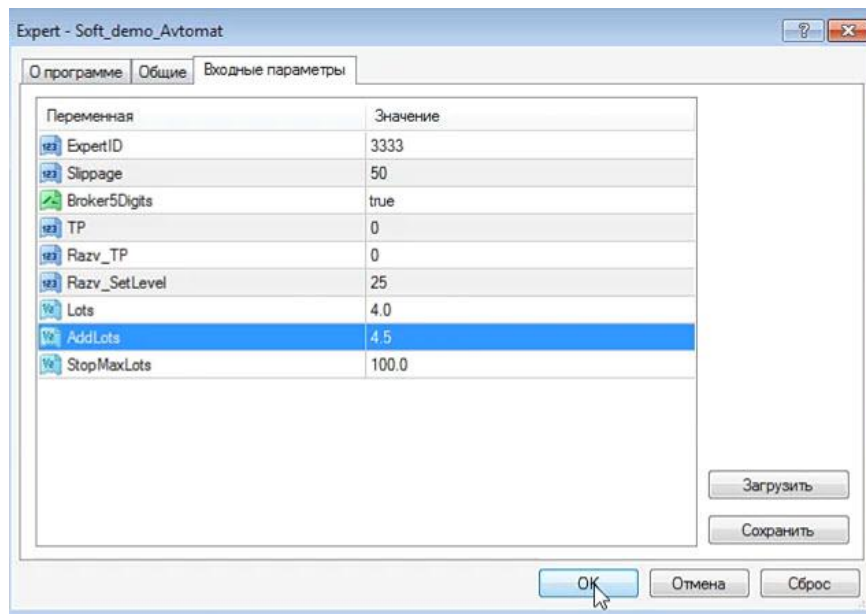 Expert - Soft_demo_Avtomat
О программе Общие Входные параметры
Переменная Значение
ExpertID 3333
Slippage 50
Broker5Digits true
TP 0
Razv_TP 0
Razv_SetLevel 25
Lots 4.0
AddLots 4.5
StopMaxLots 100.0
Загрузить
Сохранить
OK Отмена Сброс